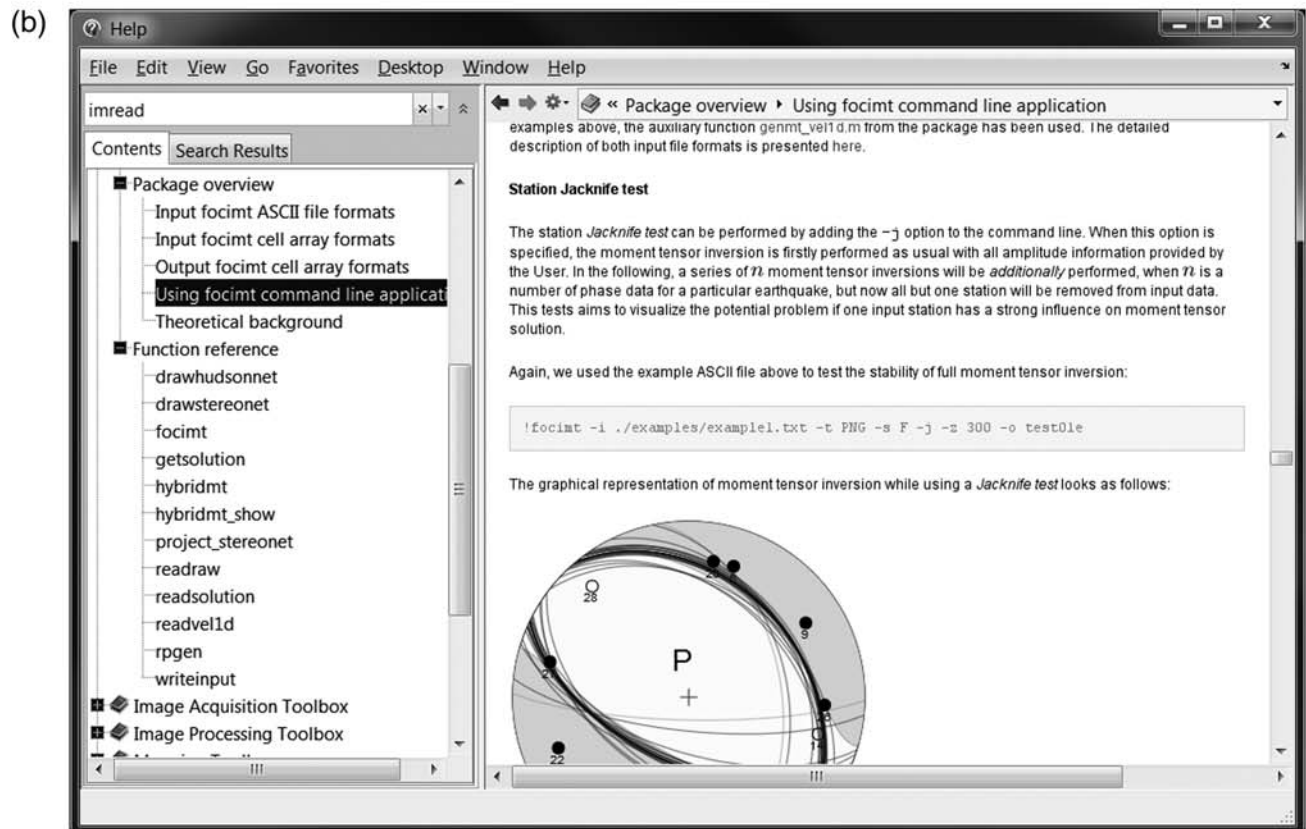 (b)
Help
File Edit View Go Favorites Desktop Window Help
imread
Contents Search Results
Package overview
Input focimt ASCII file formats
Input focimt cell array formats
Output focimt cell array formats
Using focimt command line applicati
Theoretical background
Function reference
drawhudsonnet
drawstereonet
focimt
getsolution
hybridmt
hybridmt_show
project_stereonet
readraw
readsolution
readvel1d
rpgen
writeinput
Image Acquisition Toolbox
Image Processing Toolbox
« Package overview ▸ Using focimt command line application
examples above, the auxiliary function genmt_vel1d.m from the package has been used. The detailed
description of both input file formats is presented here.
Station Jacknife test
The station Jacknife test can be performed by adding the -j option to the command line. When this option is
specified, the moment tensor inversion is firstly performed as usual with all amplitude information provided by
the User. In the following, a series of n moment tensor inversions will be additionally performed, when n is a
number of phase data for a particular earthquake, but now all but one station will be removed from input data.
This tests aims to visualize the potential problem if one input station has a strong influence on moment tensor
solution.
Again, we used the example ASCII file above to test the stability of full moment tensor inversion:
!focimt -i ./examples/example1.txt -t PNG -s F -j -z 300 -o test01e
The graphical representation of moment tensor inversion while using a Jacknife test looks as follows:
28
9
P
14
22